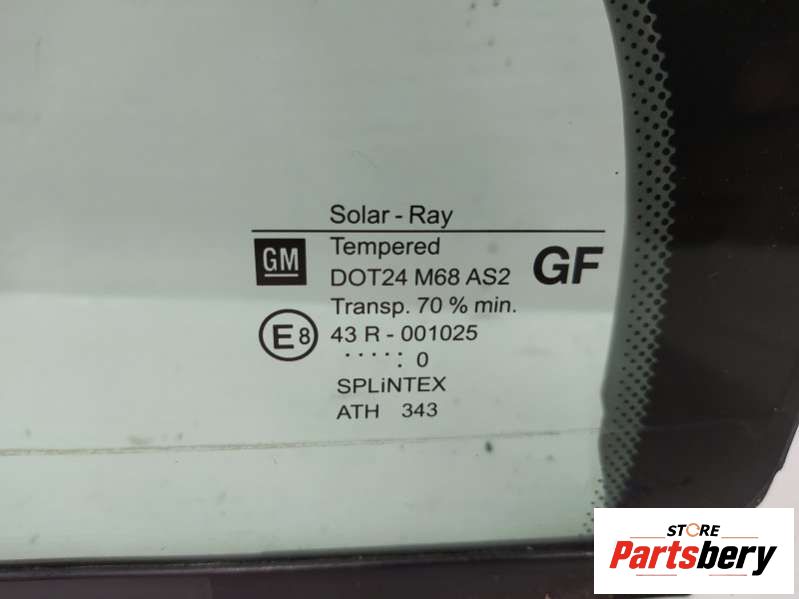 Solar - Ray
GM
Tempered
GF
DOT24 M68 AS2
Transp. 70 % min.
E8
43 R - 001025
. . . . . : : 0
SPLiNTEX
ATH 343
STORE
Partsbery